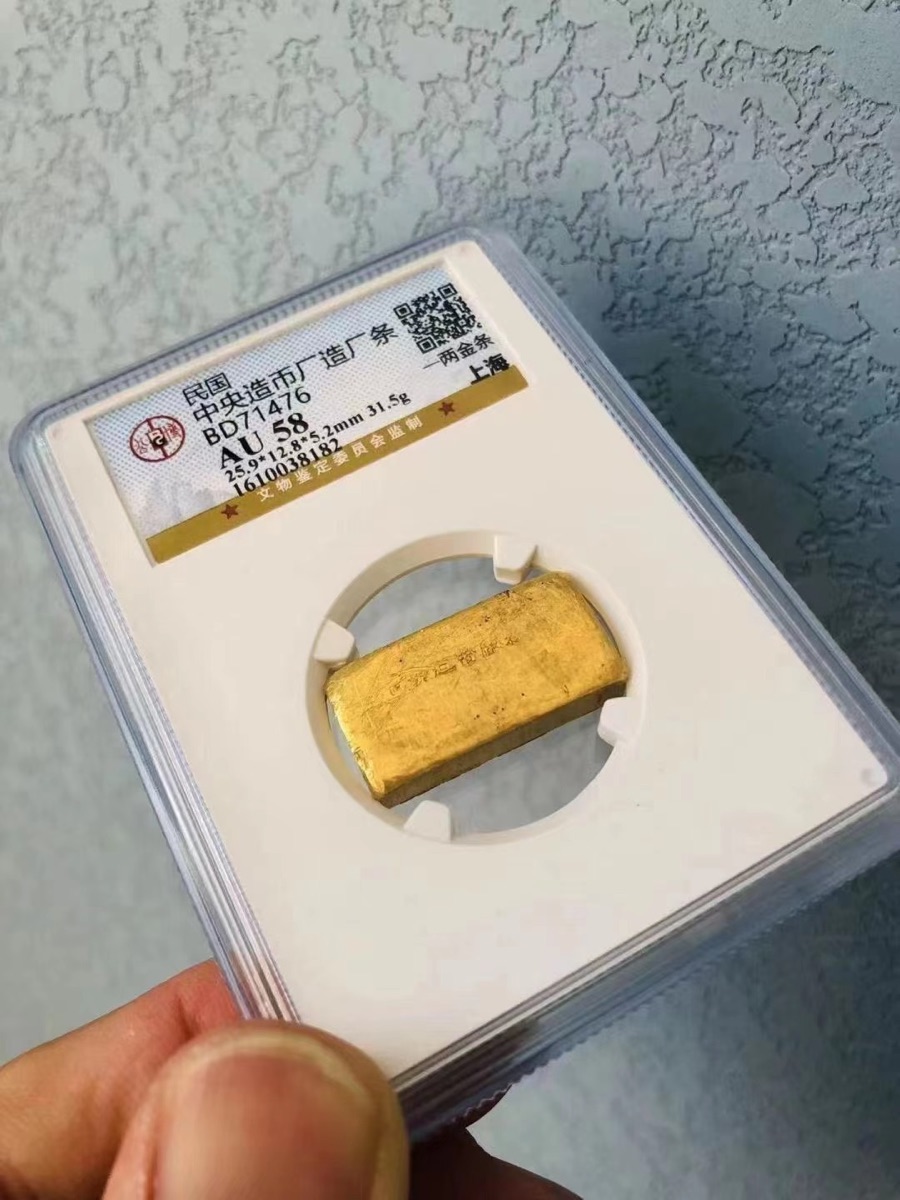 民国
中央造币厂造厂条
BD71476
AU 58
25.9*12.8*5.2mm 31.5g
1610038182
一两金条
上海
文物鉴定委员会监制